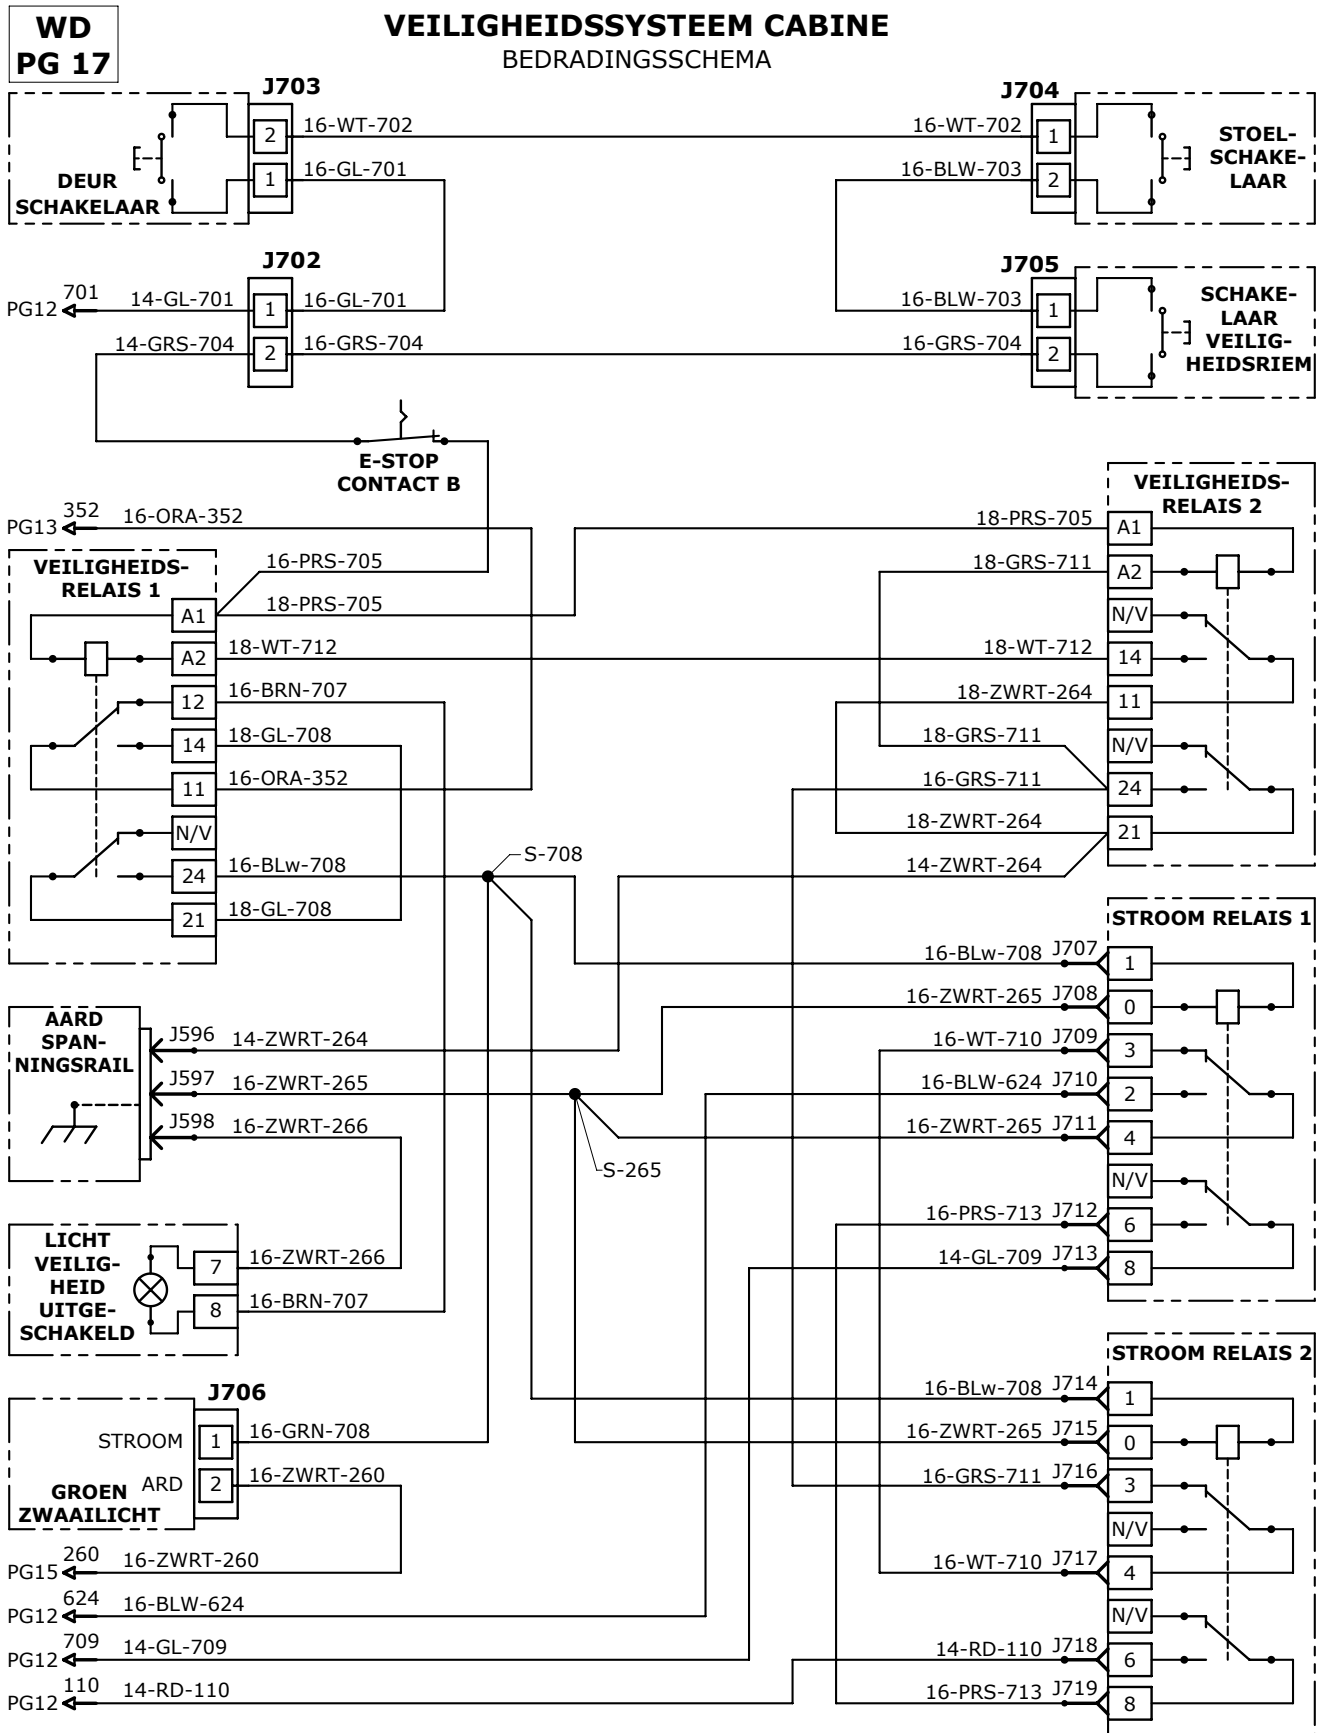 WD
PG 17
VEILIGHEIDSSYSTEEM CABINE
BEDRADINGSSCHEMA
J703
2
1
16-WT-702
16-GL-701
DEUR
SCHAKELAAR
J704
16-WT-702
16-BLW-703
1
2
STOEL-
SCHAKE-
LAAR
J702
PG12
701
14-GL-701
14-GRS-704
1
2
16-GL-701
16-GRS-704
J705
16-BLW-703
16-GRS-704
1
2
SCHAKE-
LAAR
VEILIG-
HEIDSRIEM
E-STOP
CONTACT B
PG13
352
16-ORA-352
VEILIGHEIDS-
RELAIS 1
A1
A2
12
14
11
N/V
24
21
16-PRS-705
18-PRS-705
18-WT-712
16-BRN-707
18-GL-708
16-ORA-352
16-BLw-708
18-GL-708
S-708
VEILIGHEIDS-
RELAIS 2
18-PRS-705
18-GRS-711
18-WT-712
18-ZWRT-264
18-GRS-711
16-GRS-711
18-ZWRT-264
14-ZWRT-264
A1
A2
N/V
14
11
N/V
24
21
STROOM RELAIS 1
16-BLw-708 J707
16-ZWRT-265 J708
16-WT-710 J709
16-BLW-624 J710
16-ZWRT-265 J711
16-PRS-713 J712
14-GL-709 J713
1
0
3
2
4
N/V
6
8
AARD
SPAN-
NINGSRAIL
J596
J597
J598
14-ZWRT-264
16-ZWRT-265
16-ZWRT-266
S-265
LICHT
VEILIG-
HEID
UITGE-
SCHAKELD
7
8
16-ZWRT-266
16-BRN-707
STROOM RELAIS 2
16-BLw-708 J714
16-ZWRT-265 J715
16-GRS-711 J716
16-WT-710 J717
14-RD-110 J718
16-PRS-713 J719
1
0
3
N/V
4
N/V
6
8
J706
STROOM
ARD
GROEN
ZWAAILICHT
1
2
16-GRN-708
16-ZWRT-260
PG15
260
16-ZWRT-260
PG12
624
16-BLW-624
PG12
709
14-GL-709
PG12
110
14-RD-110